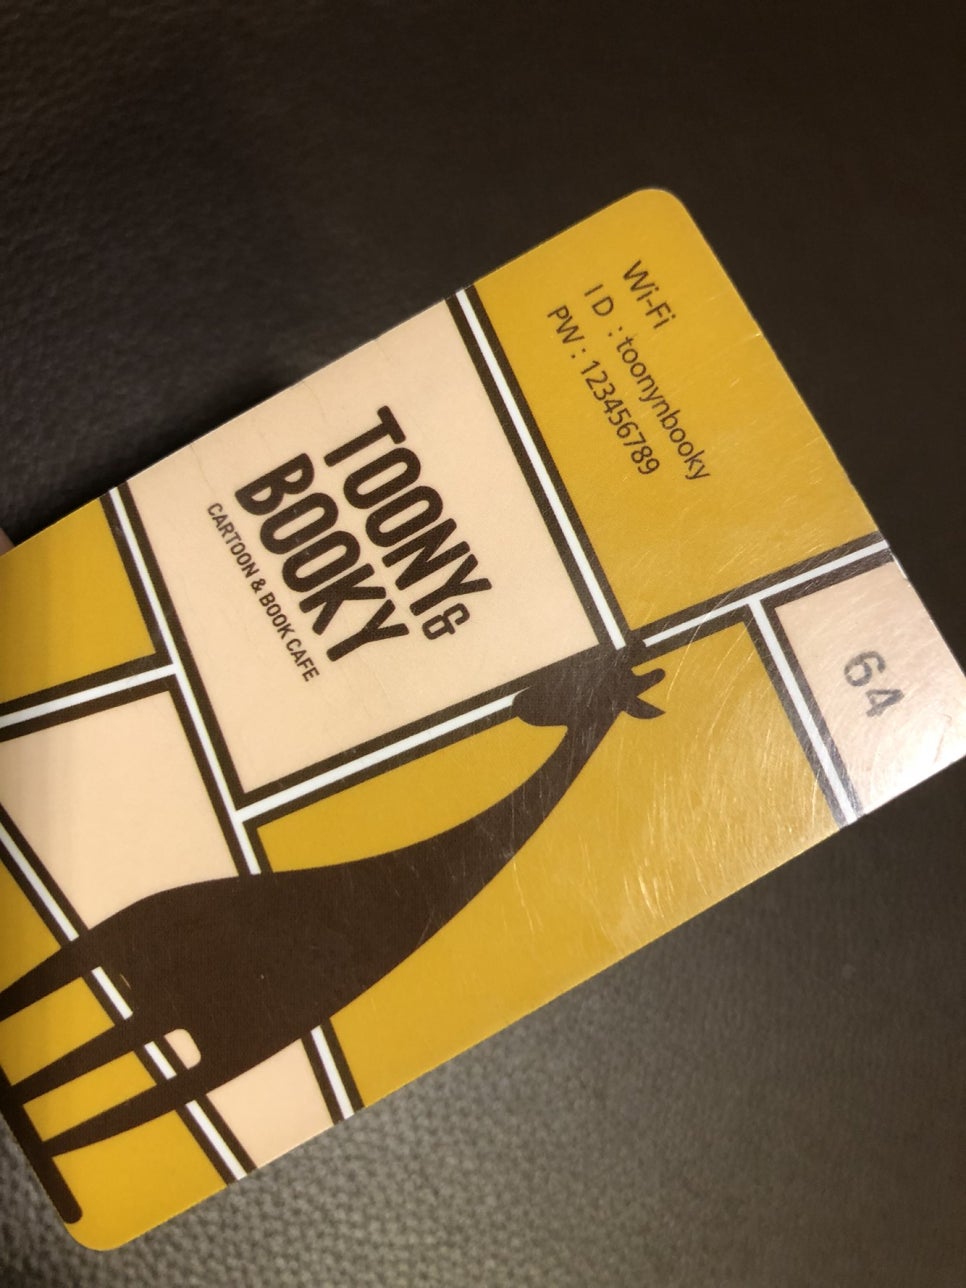 Wi-Fi
ID : toonynbooky
PW : 123456789
TOONY&
BOOKY
CARTOON & BOOK CAFE
64